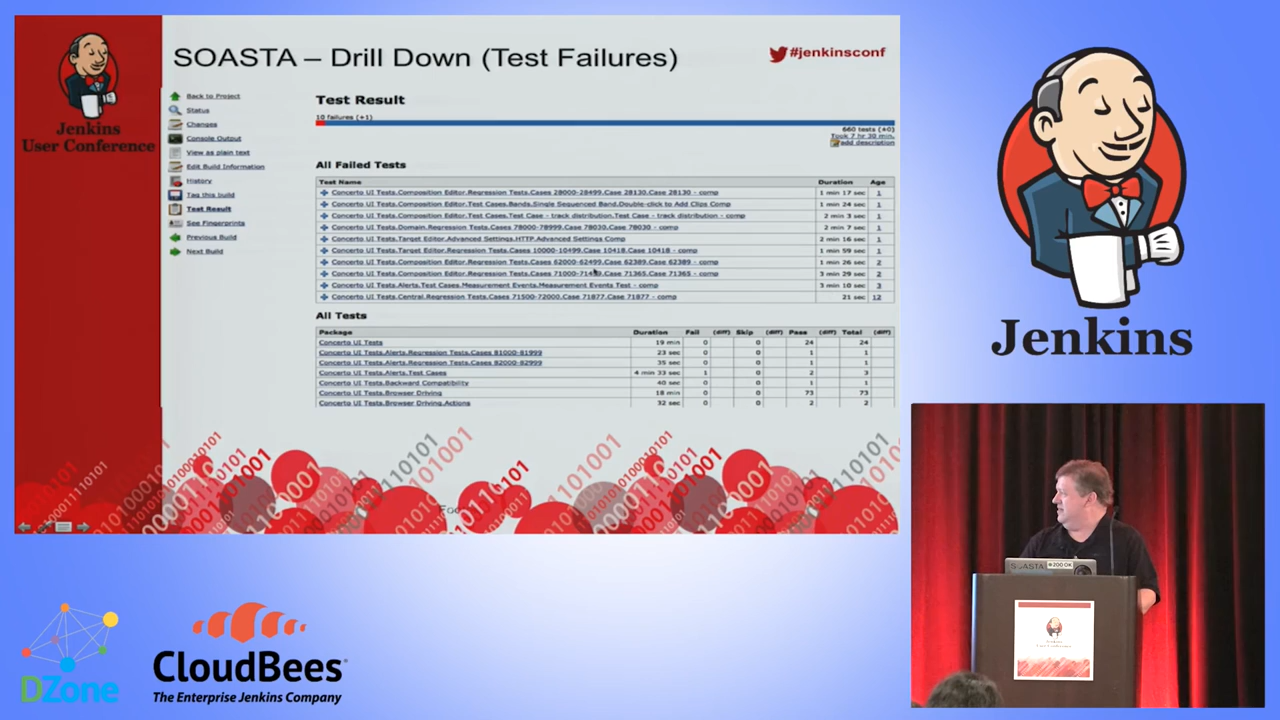 SOASTA – Drill Down (Test Failures)
#jenkinsconf
Jenkins
User Conference
Back to Project
Status
Changes
Console Output
View as plain text
Edit Build Information
History
Tag this build
Test Result
See Fingerprints
Previous Build
Next Build
Test Result
10 failures (+1)
660 tests (±0)
Took 7 hr 30 min.
add description
All Failed Tests
Test Name Duration Age
Concerto UI Tests.Composition Editor.Regression Tests.Cases 28000-28499.Case 28130.Case 28130 - comp 1 min 17 sec 1
Concerto UI Tests.Composition Editor.Test Cases.Bands.Single Sequenced Band.Double-click to Add Clips Comp 1 min 24 sec 1
Concerto UI Tests.Composition Editor.Test Cases.Test Case - track distribution.Test Case - track distribution - comp 2 min 3 sec 1
Concerto UI Tests.Domain.Regression Tests.Cases 78000-78999.Case 78030.Case 78030 - comp 2 min 7 sec 1
Concerto UI Tests.Target Editor.Advanced Settings.HTTP.Advanced Settings Comp 2 min 16 sec 1
Concerto UI Tests.Target Editor.Regression Tests.Cases 10000-10499.Case 10418.Case 10418 - comp 1 min 59 sec 1
Concerto UI Tests.Composition Editor.Regression Tests.Cases 62000-62499.Case 62389.Case 62389 - comp 1 min 26 sec 2
Concerto UI Tests.Composition Editor.Regression Tests.Cases Case 71365.Case 71365 - comp 3 min 29 sec 2
Concerto UI Tests.Alerts.Test Cases.Measurement Events.Measurement Events Test - comp 3 min 10 sec 3
Concerto UI Tests.Central.Regression Tests.Cases 71500-72000.Case 71877.Case 71877 - comp 21 sec 12
All Tests
Package Duration Fail (diff) Skip (diff) Pass (diff) Total (diff)
Concerto UI Tests 19 min 0 0 24 24
Concerto UI Tests.Alerts.Regression Tests.Cases 81000-81999 23 sec 0 0 1 1
Concerto UI Tests.Alerts.Regression Tests.Cases 82000-82999 35 sec 0 0 1 1
Concerto UI Tests.Alerts.Test Cases 4 min 33 sec 1 0 2 3
Concerto UI Tests.Backward Compatibility 40 sec 0 0 1 1
Concerto UI Tests.Browser Driving 18 min 0 0 73 73
Concerto UI Tests.Browser Driving.Actions 32 sec 0 0 2 2
Jenkins
SOASTA
200 OK
DZone
CloudBees
The Enterprise Jenkins Company